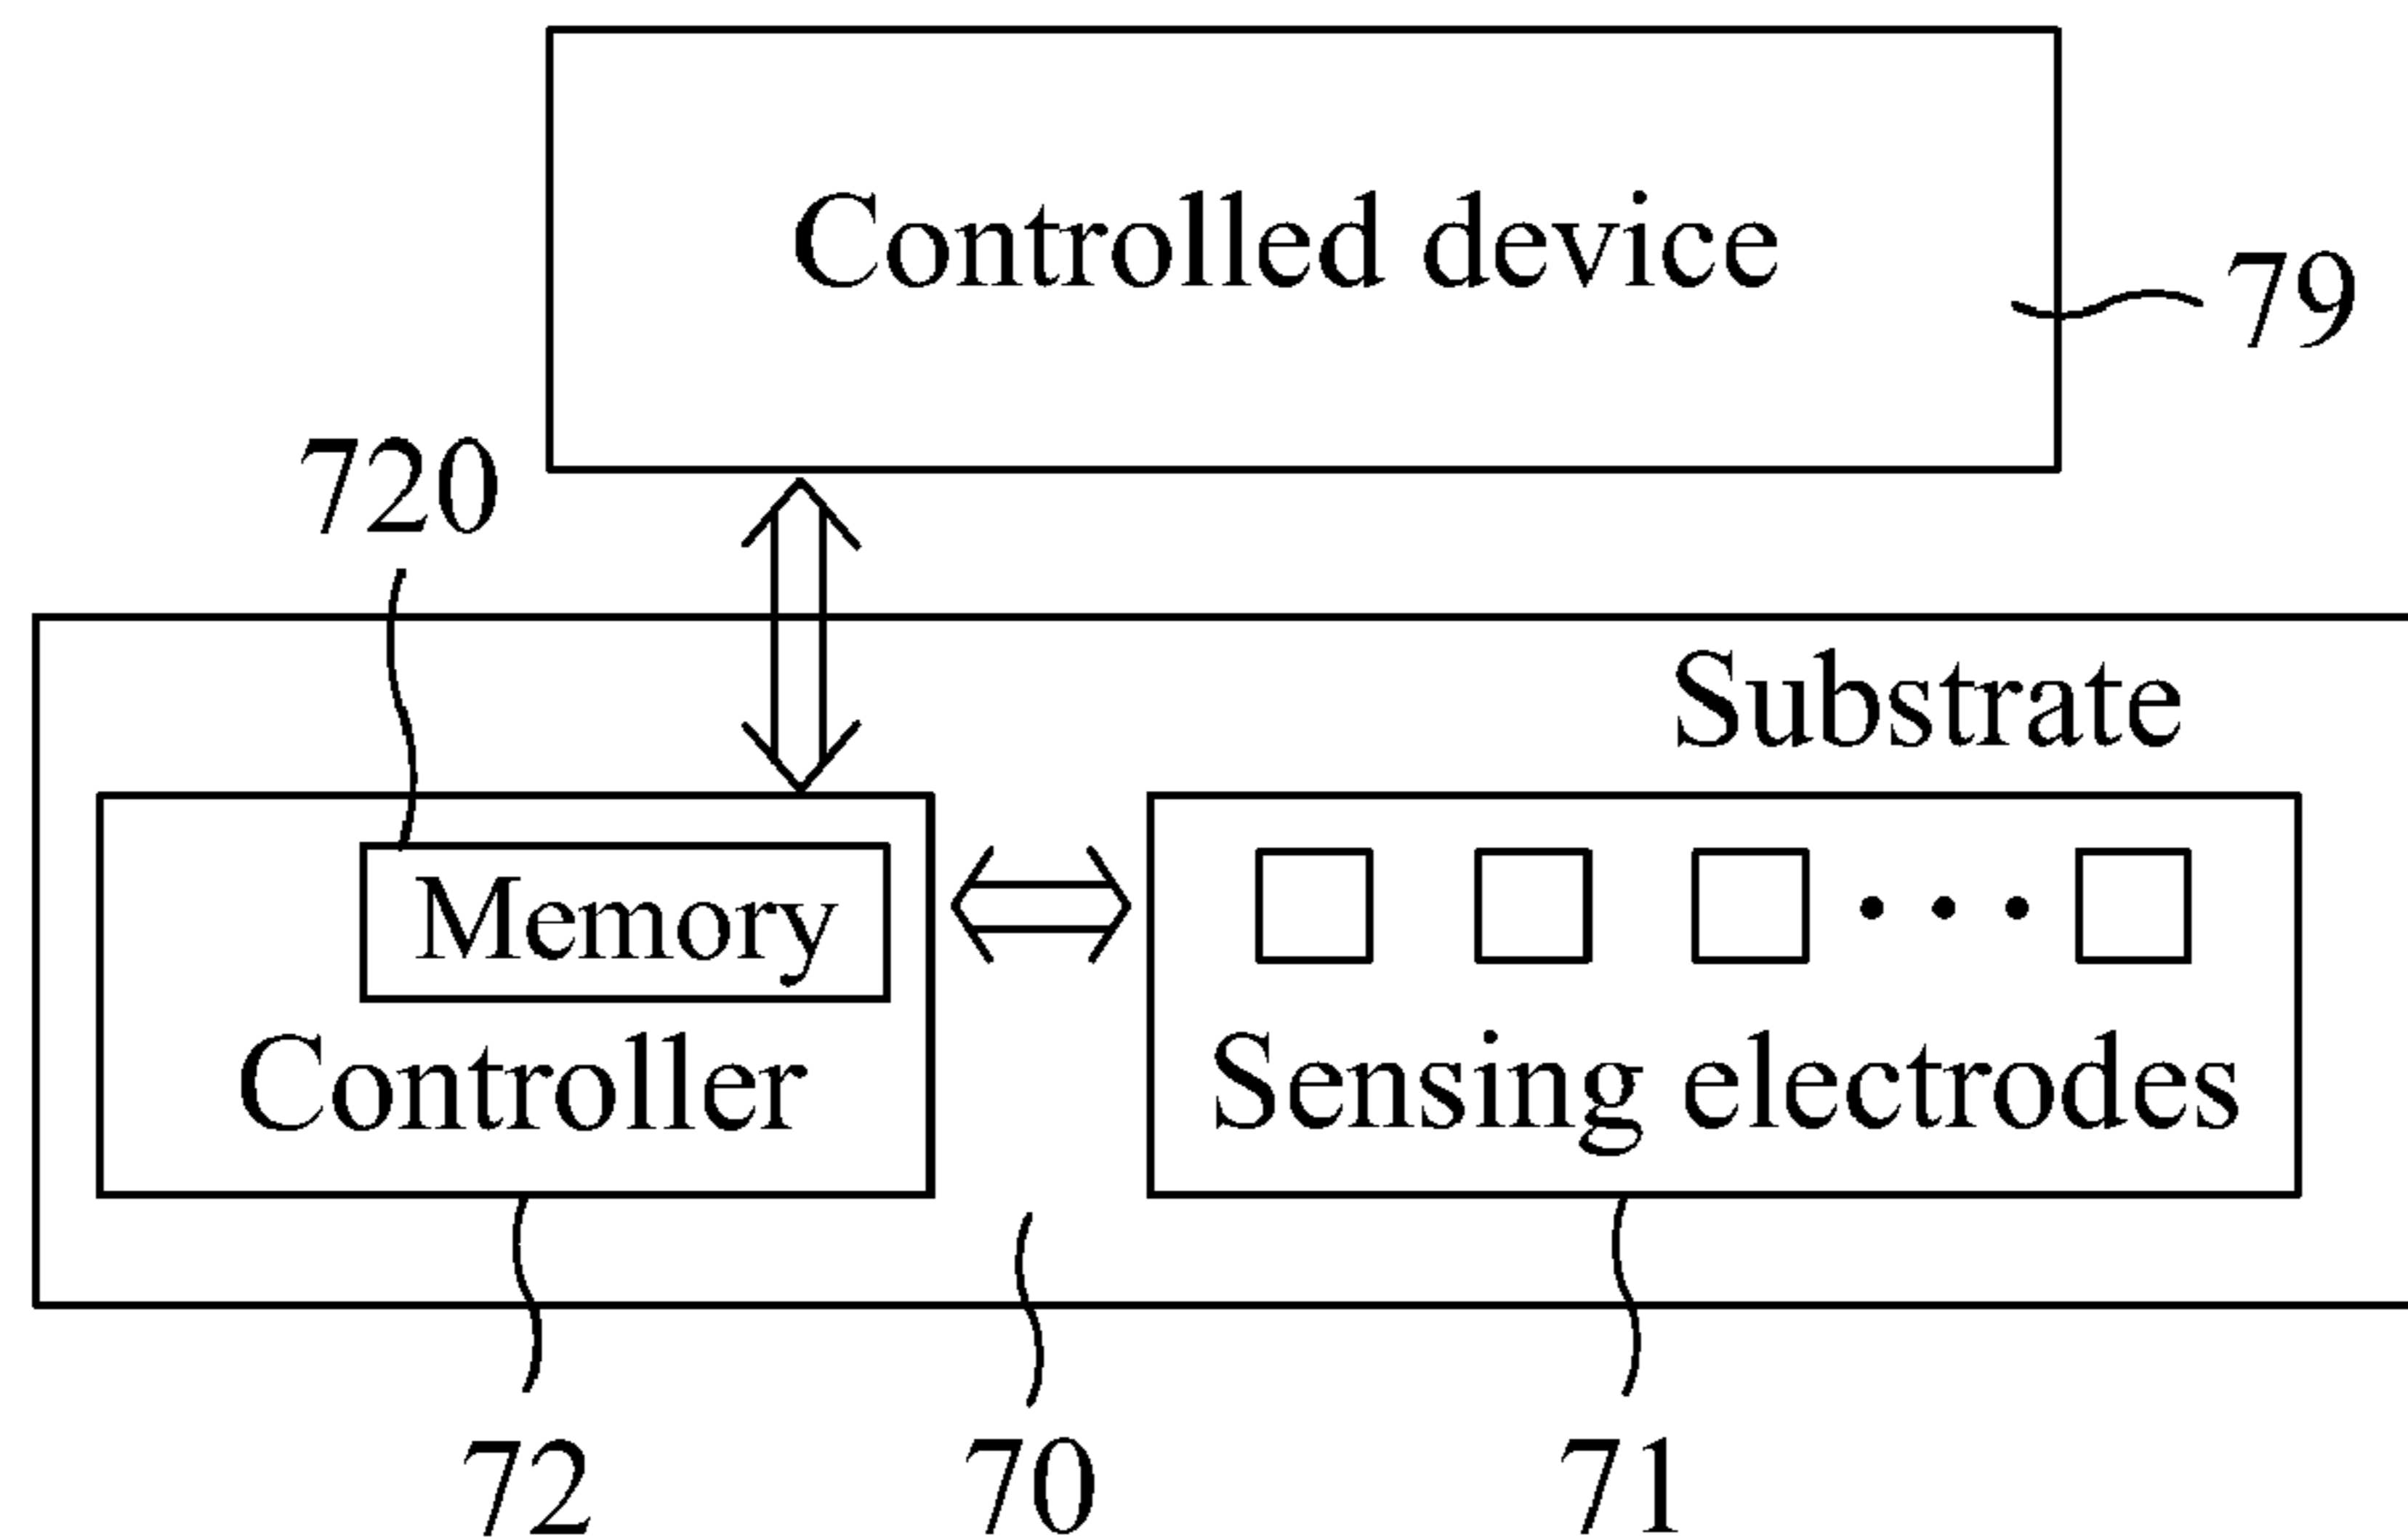 Controlled device
79
720
Substrate
Memory
Controller
Sensing electrodes
72
70
71